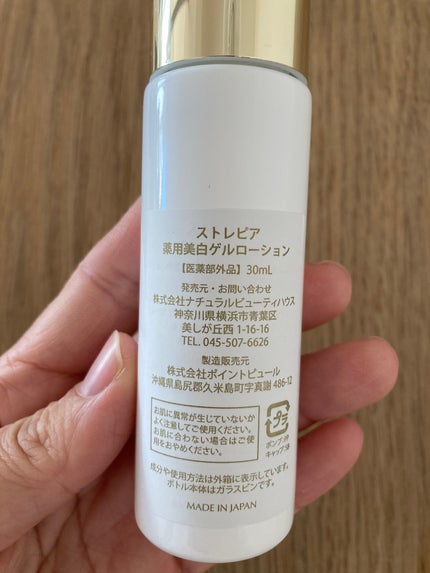 ストレピア
薬用美白ゲルローション
【医薬部外品】30mL
発売元・お問い合わせ
株式会社ナチュラルビューティハウス
神奈川県横浜市青葉区
美しが丘西1-16-16
TEL. 045-507-6626
製造販売元
株式会社ポイントピュール
沖縄県島尻郡久米島町字真謝 486-12
お肌に異常が生じていないか
よく注意してご使用ください。
お肌に合わない場合はご使
用をおやめください。
プラ
ポンプ:PP
成分や使用方法は外箱に表示しています。
ボトル本体はガラスビンです。
MADE IN JAPAN